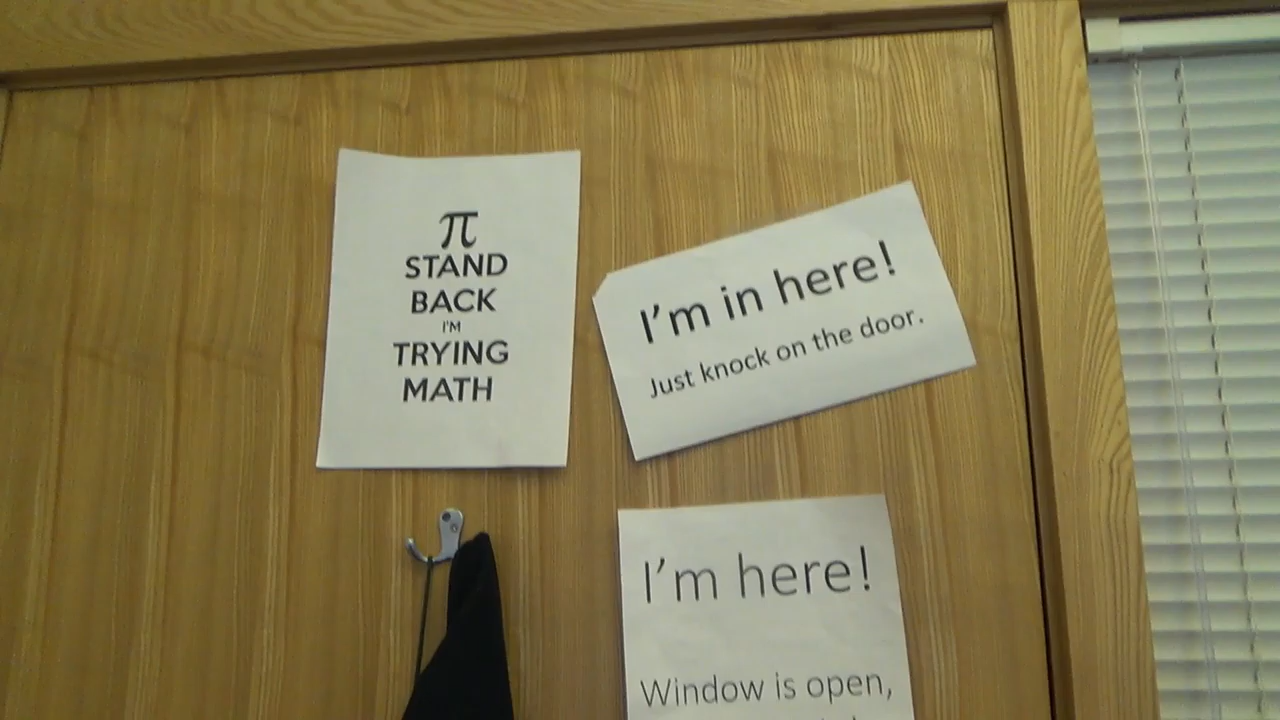 π
STAND
BACK
I'M
TRYING
MATH
I'm in here!
Just knock on the door.
I'm here!
Window is open,